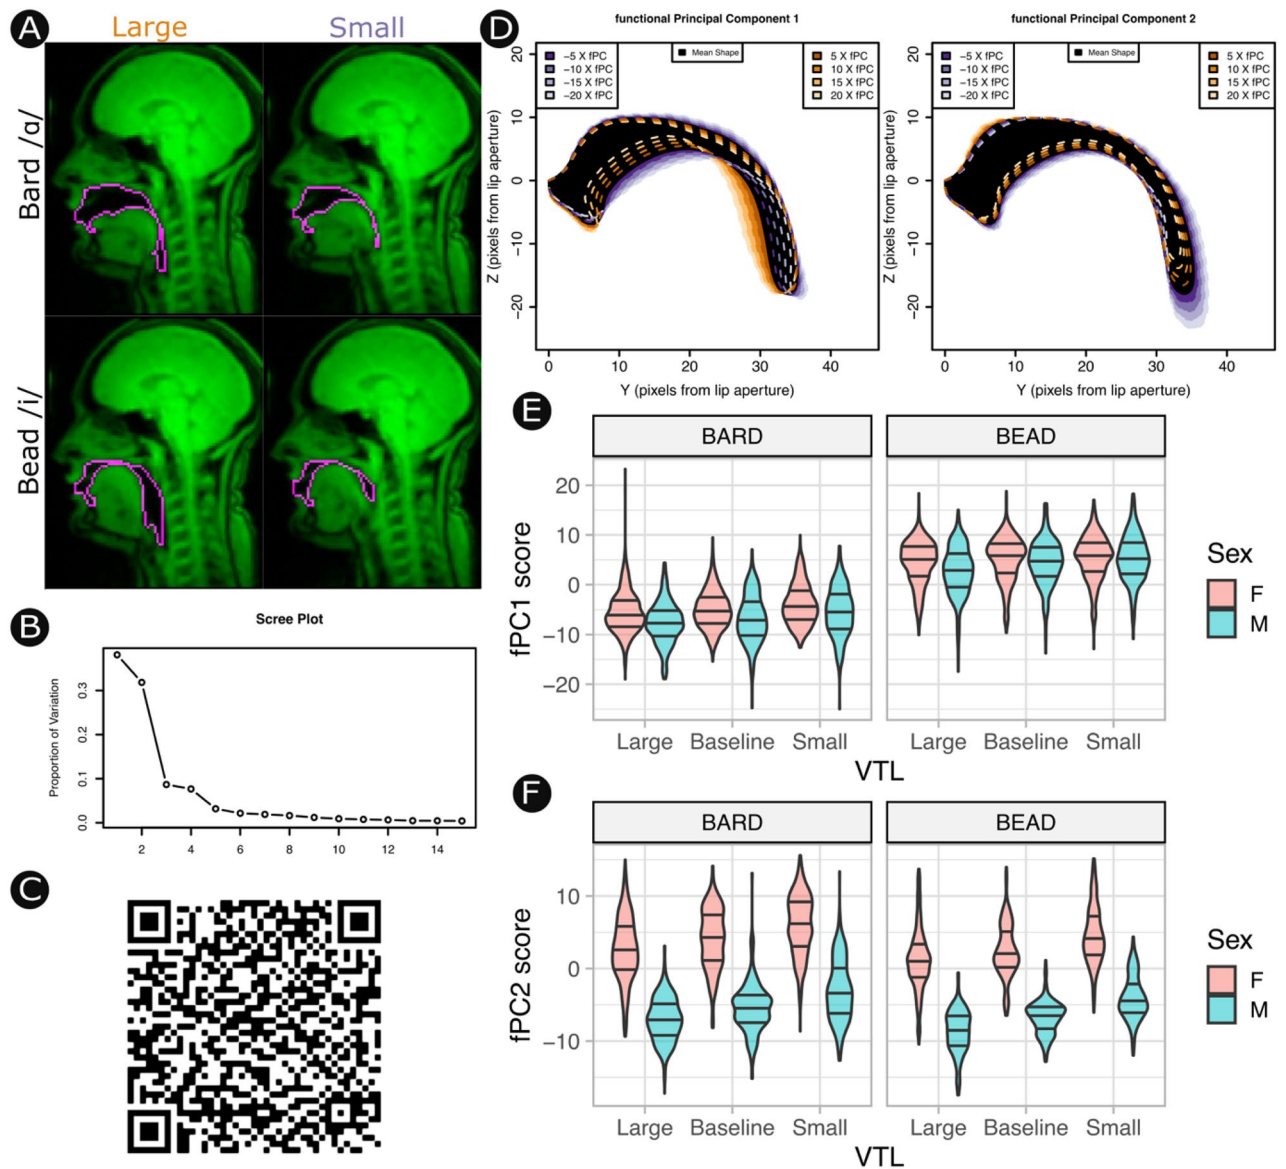 A
Large
Small
Bard /ɑ/
Bead /i/
B
Scree Plot
Proportion of Variation
0.3
0.2
0.1
0.0
2 4 6 8 10 12 14
C
D
functional Principal Component 1
−5 X fPC
−10 X fPC
−15 X fPC
−20 X fPC
Mean Shape
5 X fPC
10 X fPC
15 X fPC
20 X fPC
Z (pixels from lip aperture)
20
10
0
−10
−20
0 10 20 30 40
Y (pixels from lip aperture)
functional Principal Component 2
−5 X fPC
−10 X fPC
−15 X fPC
−20 X fPC
Mean Shape
5 X fPC
10 X fPC
15 X fPC
20 X fPC
Z (pixels from lip aperture)
20
10
0
−10
−20
0 10 20 30 40
Y (pixels from lip aperture)
E
BARD
BEAD
fPC1 score
20
10
0
−10
−20
Large Baseline Small
Large Baseline Small
VTL
Sex
F
M
F
BARD
BEAD
fPC2 score
10
0
−10
Large Baseline Small
Large Baseline Small
VTL
Sex
F
M